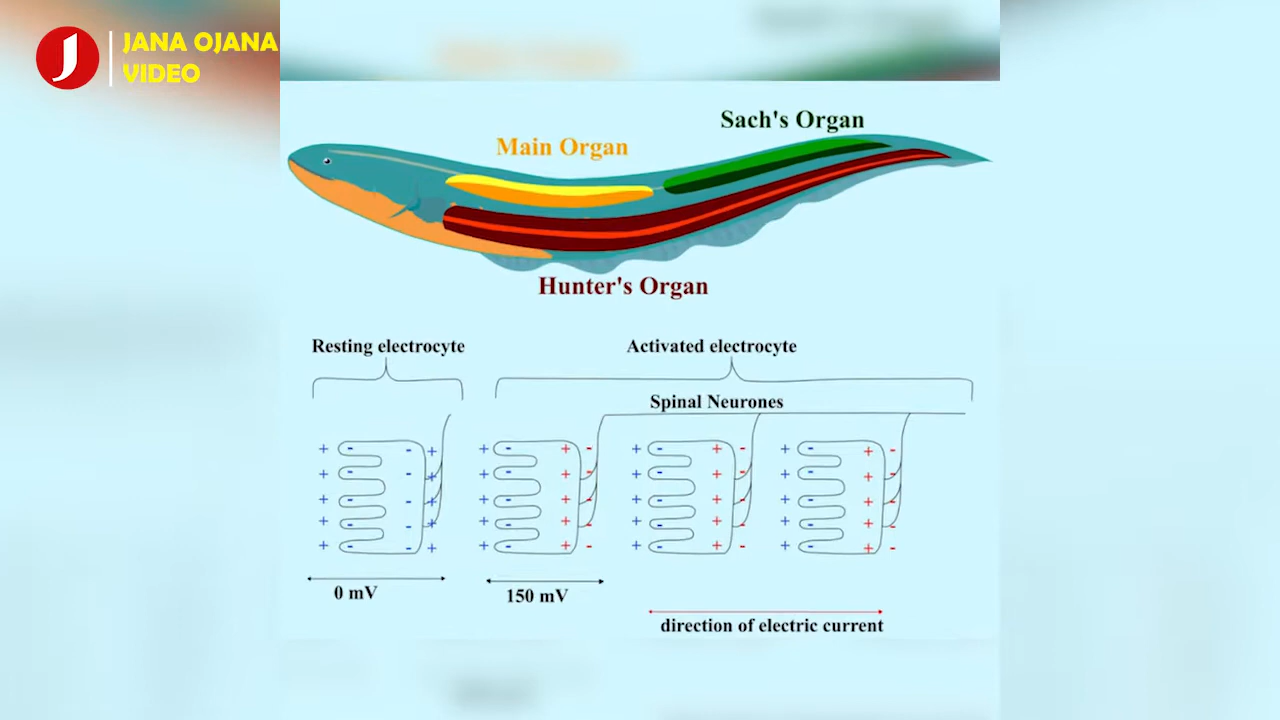 JANA OJANA
VIDEO
Sach's Organ
Main Organ
Hunter's Organ
Resting electrocyte
Activated electrocyte
Spinal Neurones
+ - - + + - + - + - + - + - + -
+ - - + + - + - + - + - + - + -
+ - - + + - + - + - + - + - + -
+ - - + + - + - + - + - + - + -
+ - - + + - + - + - + - + - + -
0 mV
150 mV
direction of electric current